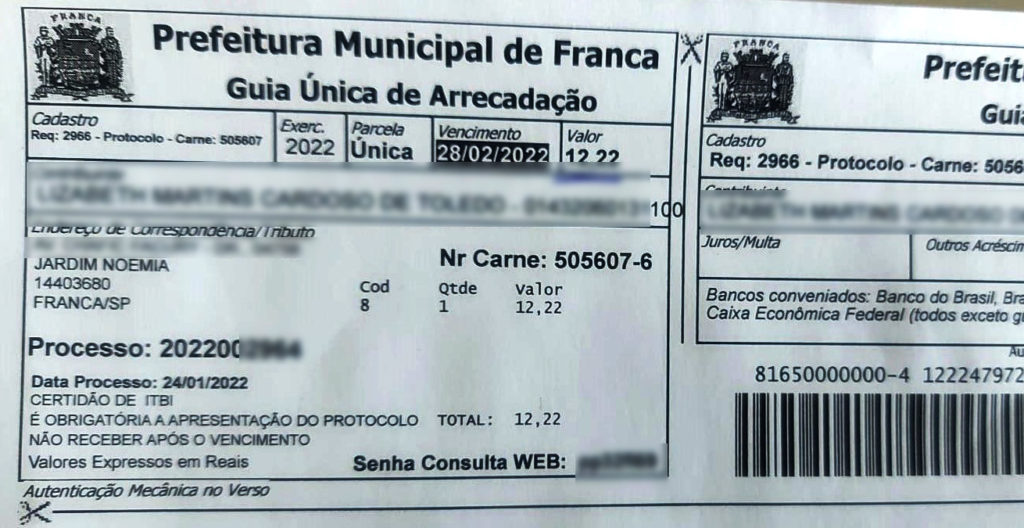 FRANCA
Prefeitura Municipal de Franca
Guia Única de Arrecadação
Cadastro
Req: 2966 - Protocolo - Carne: 505607
Exerc.
2022
Parcela
Única
Vencimento
28/02/2022
Valor
12,22
100
Endereço de Correspondência/Tributo
JARDIM NOEMIA
14403680
FRANCA/SP
Nr Carne: 505607-6
Cod Qtde Valor
8 1 12,22
Processo: 202200
Data Processo: 24/01/2022
CERTIDÃO DE ITBI
É OBRIGATÓRIA A APRESENTAÇÃO DO PROTOCOLO TOTAL: 12,22
NÃO RECEBER APÓS O VENCIMENTO
Valores Expressos em Reais
Senha Consulta WEB:
Autenticação Mecânica no Verso
FRANCA
Prefeit
Guia
Cadastro
Req: 2966 - Protocolo - Carne: 5056
Contribuinte
Juros/Multa
Outros Acréscim
Bancos conveniados: Banco do Brasil, Bra
Caixa Econômica Federal (todos exceto gu
Au
81650000000-4 122247972